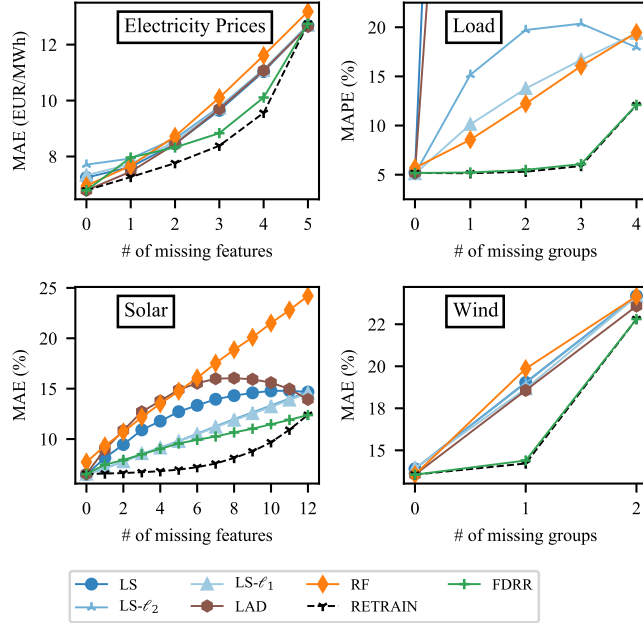 Electricity Prices
MAE (EUR/MWh)
12
10
8
0 1 2 3 4 5
# of missing features
Load
MAPE (%)
20
15
10
5
0 1 2 3 4
# of missing groups
Solar
MAE (%)
25
20
15
10
0 2 4 6 8 10 12
# of missing features
Wind
MAE (%)
22
20
18
15
0 1 2
# of missing groups
LS LS-ℓ₁ RF FDRR
LS-ℓ₂ LAD RETRAIN